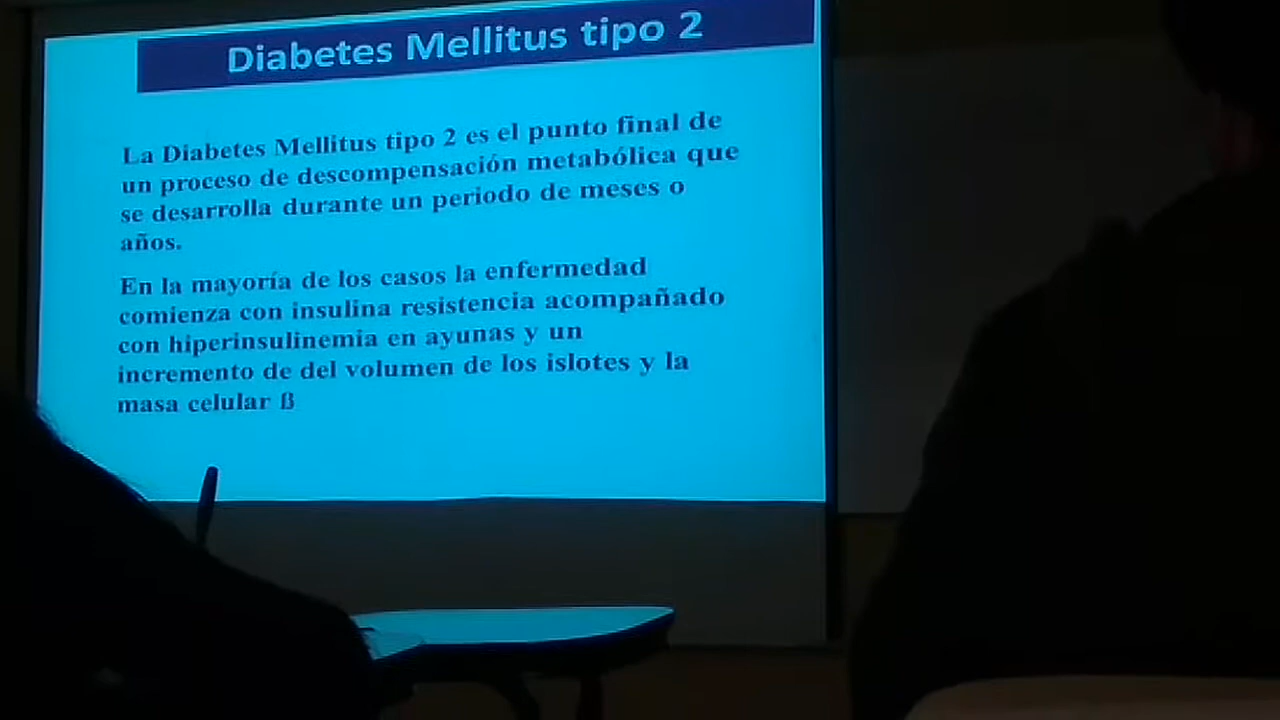 Diabetes Mellitus tipo 2
La Diabetes Mellitus tipo 2 es el punto final de
un proceso de descompensación metabólica que
se desarrolla durante un periodo de meses o
años.
En la mayoría de los casos la enfermedad
comienza con insulina resistencia acompañado
con hiperinsulinemia en ayunas y un
incremento de del volumen de los islotes y la
masa celular ß